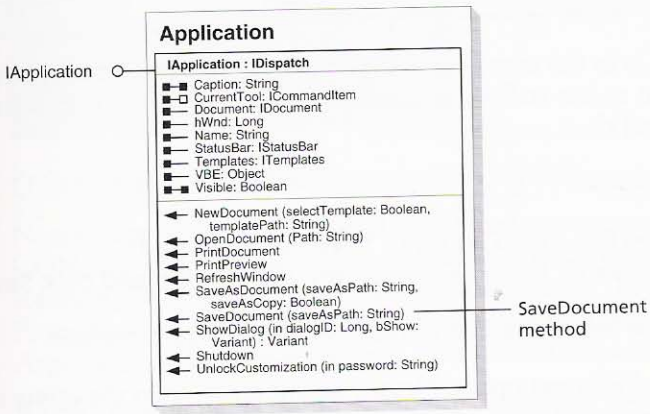 Application
IApplication
IApplication : IDispatch
Caption: String
CurrentTool: ICommandItem
Document: IDocument
hWnd: Long
Name: String
StatusBar: IStatusBar
Templates: ITemplates
VBE: Object
Visible: Boolean
NewDocument (selectTemplate: Boolean,
templatePath: String)
OpenDocument (Path: String)
PrintDocument
PrintPreview
RefreshWindow
SaveAsDocument (saveAsPath: String,
saveAsCopy: Boolean)
SaveDocument (saveAsPath: String)
ShowDialog (in dialogID: Long, bShow:
Variant) : Variant
Shutdown
UnlockCustomization (in password: String)
SaveDocument
method